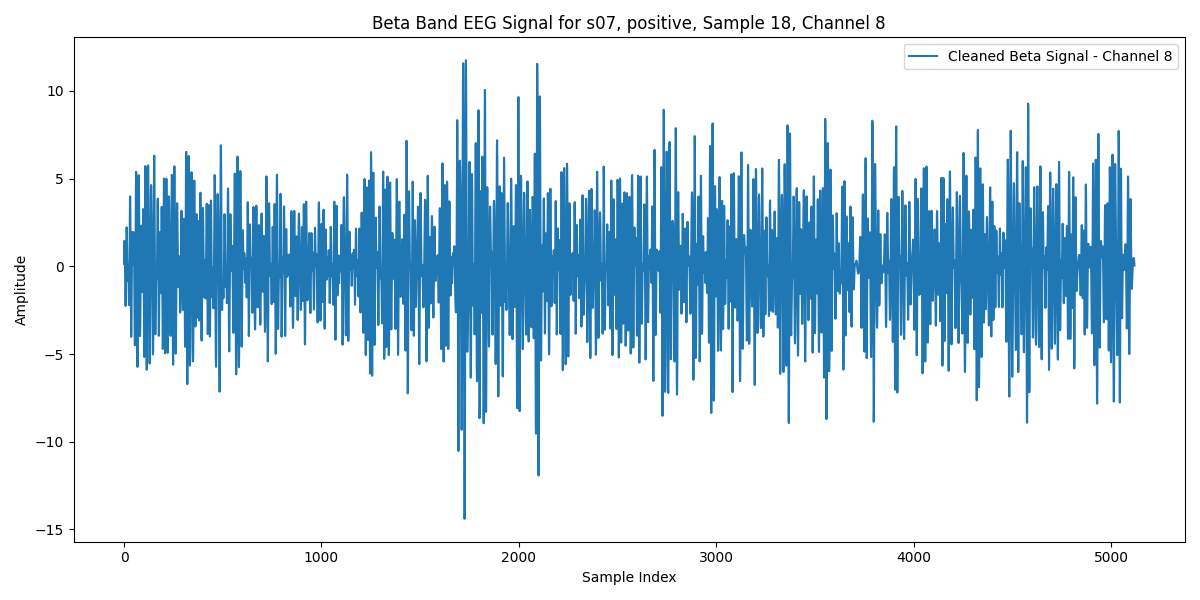 Beta Band EEG Signal for s07, positive, Sample 18, Channel 8
Cleaned Beta Signal - Channel 8
Amplitude
10
5
0
−5
−10
−15
0 1000 2000 3000 4000 5000
Sample Index